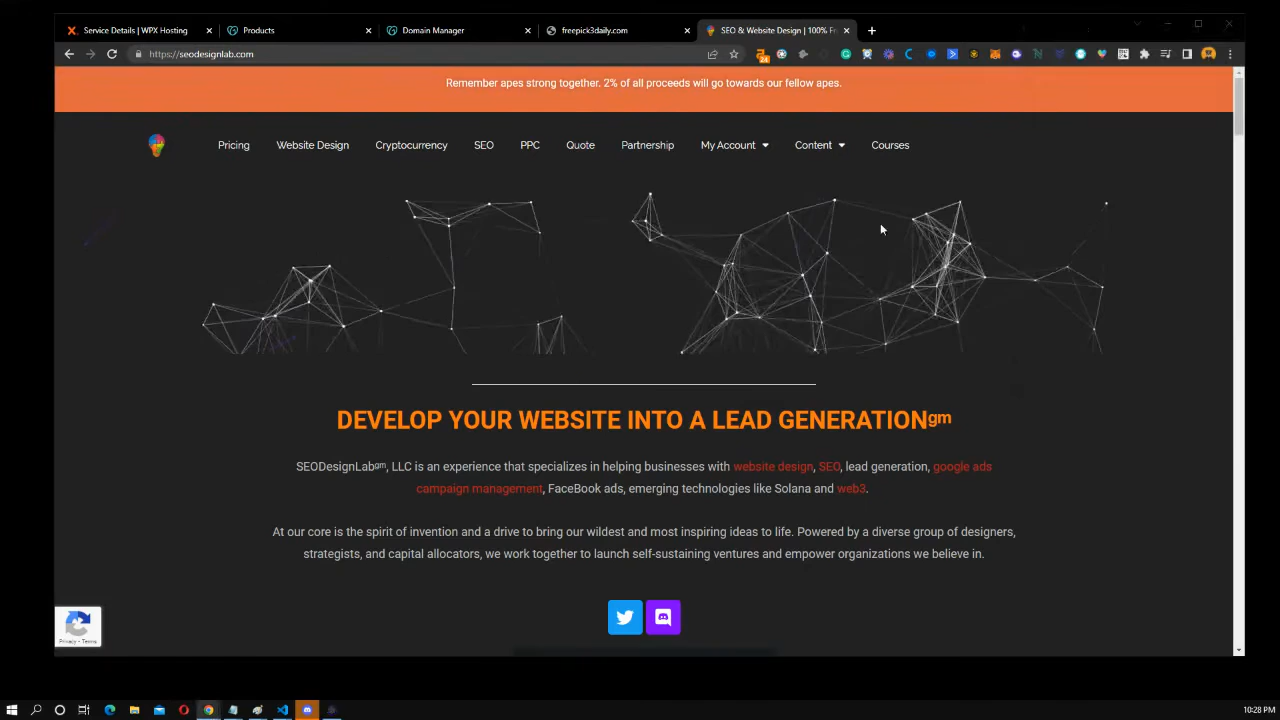 Service Details | WPX Hosting
Products
Domain Manager
freepick3daily.com
SEO & Website Design | 100% Fr
https://seodesignlab.com
24
Remember apes strong together. 2% of all proceeds will go towards our fellow apes.
Pricing
Website Design
Cryptocurrency
SEO
PPC
Quote
Partnership
My Account
Content
Courses
DEVELOP YOUR WEBSITE INTO A LEAD GENERATIONgm
SEODesignLabgm, LLC is an experience that specializes in helping businesses with website design, SEO, lead generation, google ads
campaign management, FaceBook ads, emerging technologies like Solana and web3.
At our core is the spirit of invention and a drive to bring our wildest and most inspiring ideas to life. Powered by a diverse group of designers,
strategists, and capital allocators, we work together to launch self-sustaining ventures and empower organizations we believe in.
Privacy - Terms
10:28 PM